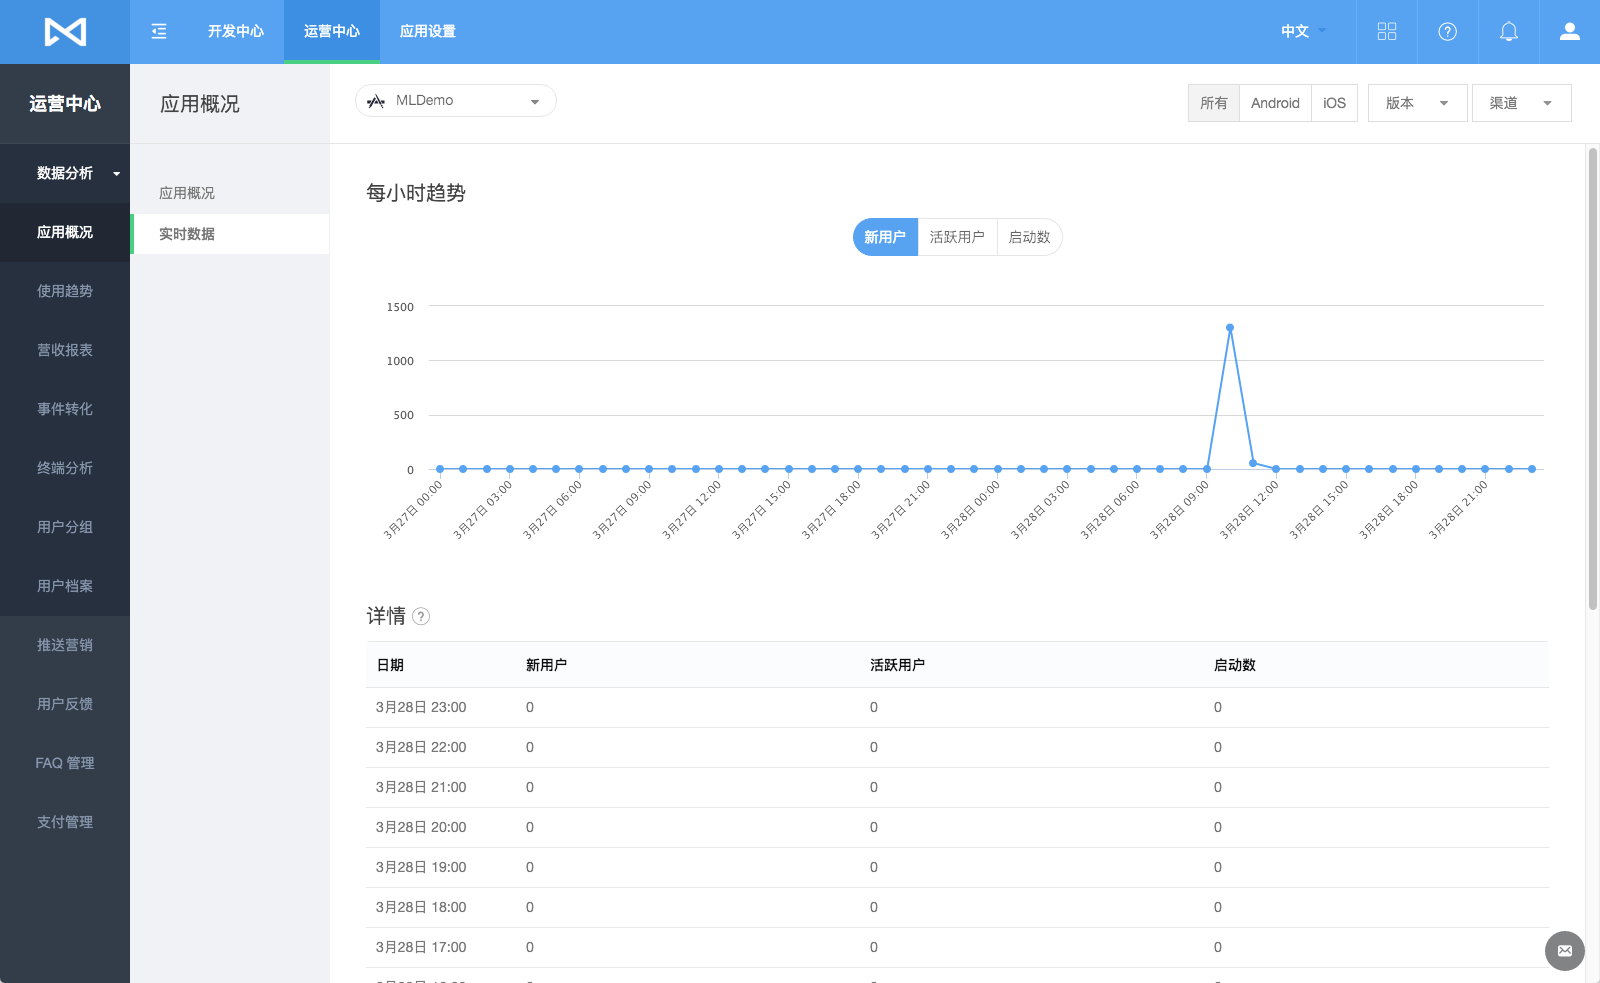 开发中心
运营中心
应用设置
中文
运营中心
数据分析
应用概况
使用趋势
营收报表
事件转化
终端分析
用户分组
用户档案
推送营销
用户反馈
FAQ 管理
支付管理
应用概况
应用概况
实时数据
MLDemo
所有
Android
iOS
版本
渠道
每小时趋势
新用户
活跃用户
启动数
1500
1000
500
0
3月27日 00:00
3月27日 03:00
3月27日 06:00
3月27日 09:00
3月27日 12:00
3月27日 15:00
3月27日 18:00
3月27日 21:00
3月28日 00:00
3月28日 03:00
3月28日 06:00
3月28日 09:00
3月28日 12:00
3月28日 15:00
3月28日 18:00
3月28日 21:00
详情 ?
日期 新用户 活跃用户 启动数
3月28日 23:00 0 0 0
3月28日 22:00 0 0 0
3月28日 21:00 0 0 0
3月28日 20:00 0 0 0
3月28日 19:00 0 0 0
3月28日 18:00 0 0 0
3月28日 17:00 0 0 0